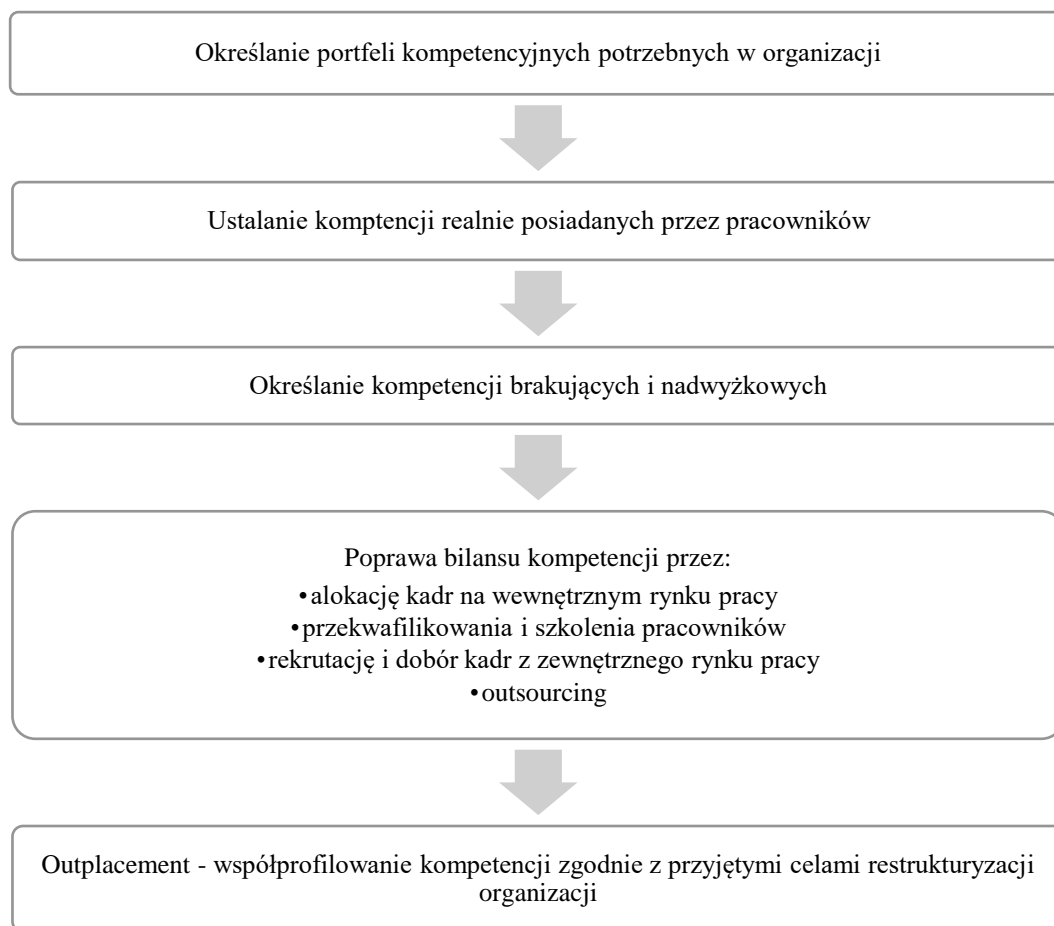 Określanie portfeli kompetencyjnych potrzebnych w organizacji
Ustalanie komptencji realnie posiadanych przez pracowników
Określanie kompetencji brakujących i nadwyżkowych
Poprawa bilansu kompetencji przez:
•alokację kadr na wewnętrznym rynku pracy
•przekwafilikowania i szkolenia pracowników
•rekrutację i dobór kadr z zewnętrznego rynku pracy
•outsourcing
Outplacement - współprofilowanie kompetencji zgodnie z przyjętymi celami restrukturyzacji
organizacji